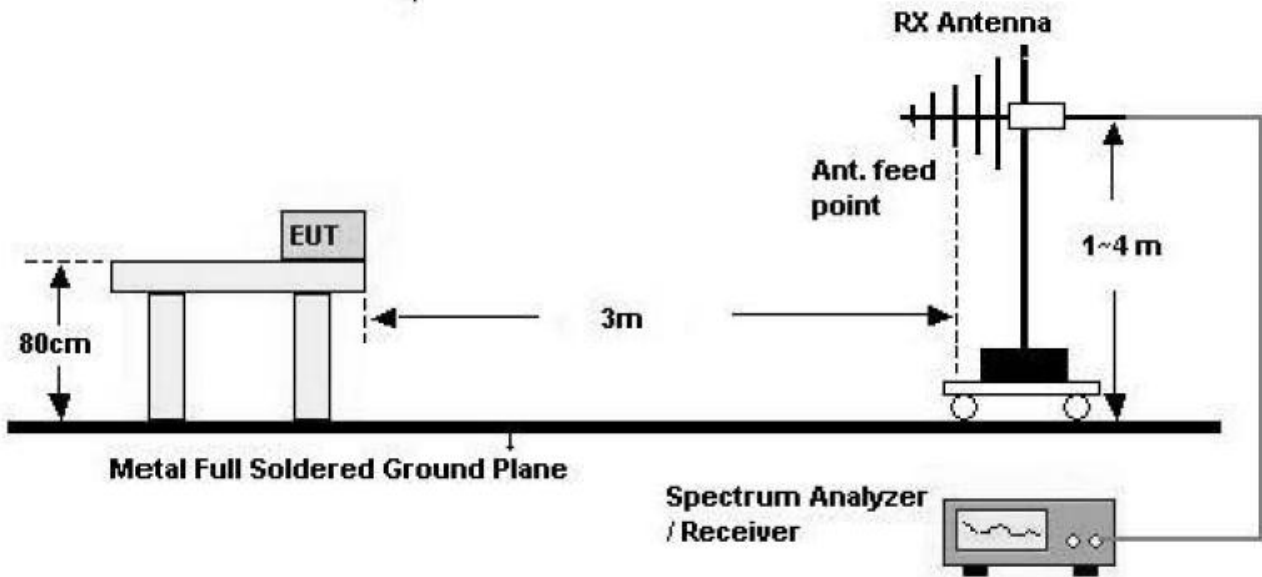 RX Antenna
Ant. feed
point
EUT
1~4 m
3m
80cm
Metal Full Soldered Ground Plane
Spectrum Analyzer
/ Receiver